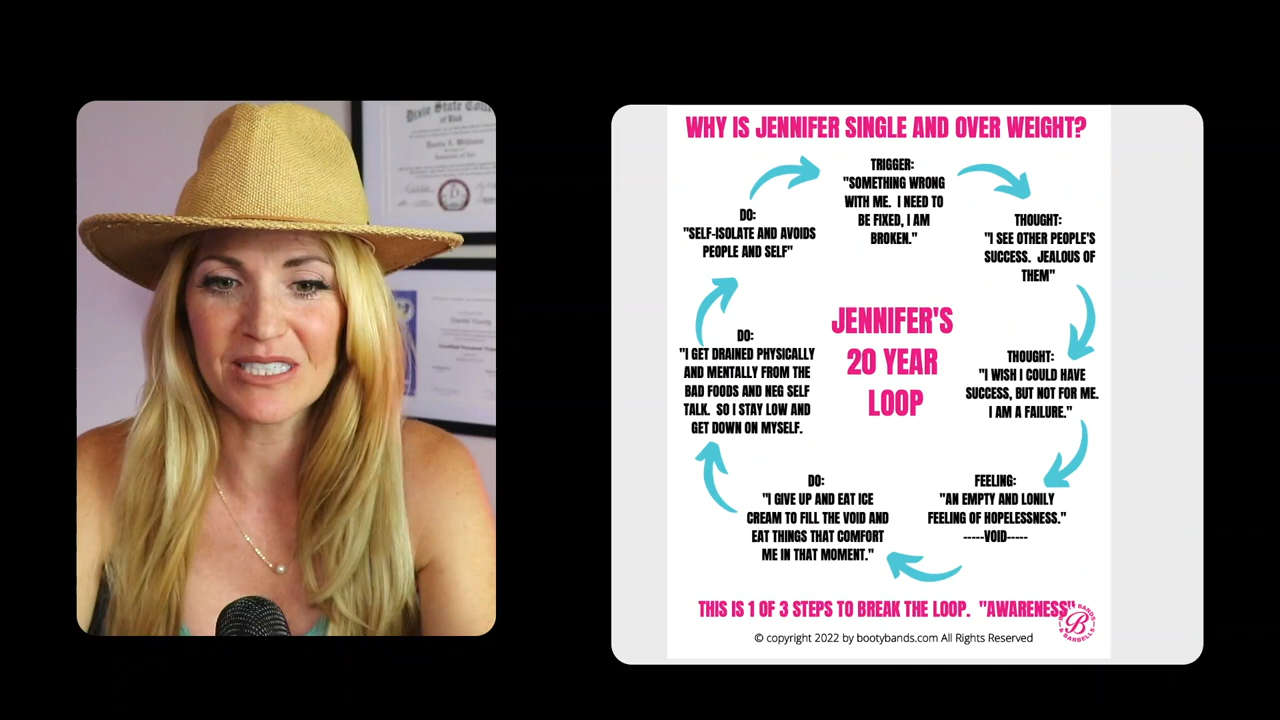 Dixie State Coll
WHY IS JENNIFER SINGLE AND OVER WEIGHT?
TRIGGER:
"SOMETHING WRONG
WITH ME. I NEED TO
BE FIXED, I AM
BROKEN."
THOUGHT:
"I SEE OTHER PEOPLE'S
SUCCESS. JEALOUS OF
THEM"
THOUGHT:
"I WISH I COULD HAVE
SUCCESS, BUT NOT FOR ME.
I AM A FAILURE."
FEELING:
"AN EMPTY AND LONILY
FEELING OF HOPELESSNESS."
-----VOID-----
DO:
"I GIVE UP AND EAT ICE
CREAM TO FILL THE VOID AND
EAT THINGS THAT COMFORT
ME IN THAT MOMENT."
DO:
"I GET DRAINED PHYSICALLY
AND MENTALLY FROM THE
BAD FOODS AND NEG SELF
TALK. SO I STAY LOW AND
GET DOWN ON MYSELF.
DO:
"SELF-ISOLATE AND AVOIDS
PEOPLE AND SELF"
JENNIFER'S
20 YEAR
LOOP
THIS IS 1 OF 3 STEPS TO BREAK THE LOOP. "AWARENESS"
BANDS
B
& BARBELLS
© copyright 2022 by bootybands.com All Rights Reserved